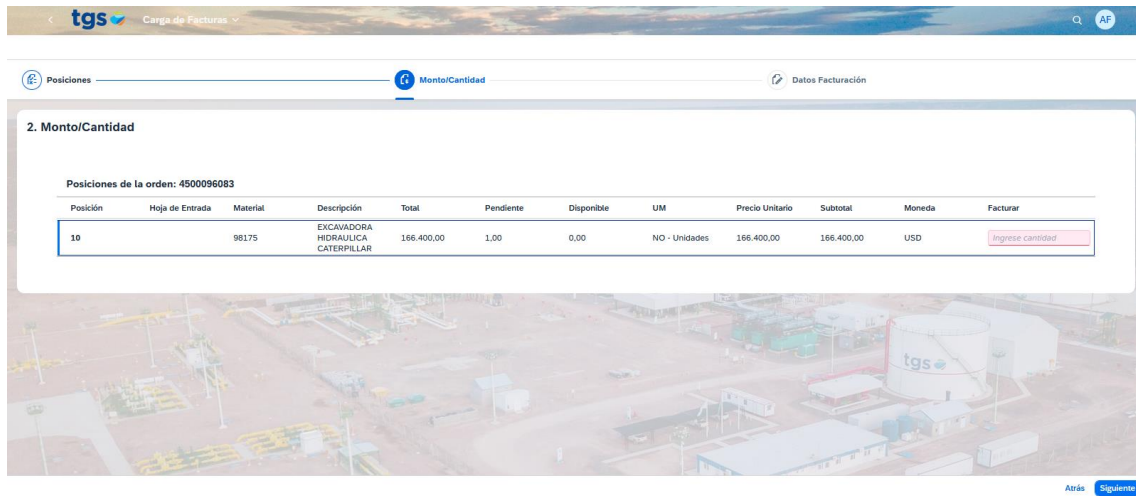 tgs Carga de Facturas AF
Posiciones Monto/Cantidad Datos Facturación
2. Monto/Cantidad
Posiciones de la orden: 4500096083
Posición Hoja de Entrada Material Descripción Total Pendiente Disponible UM Precio Unitario Subtotal Moneda Facturar
10 98175 EXCAVADORA HIDRAULICA CATERPILLAR 166.400,00 1,00 0,00 NO - Unidades 166.400,00 166.400,00 USD Ingrese cantidad
tgs
Atrás Siguiente